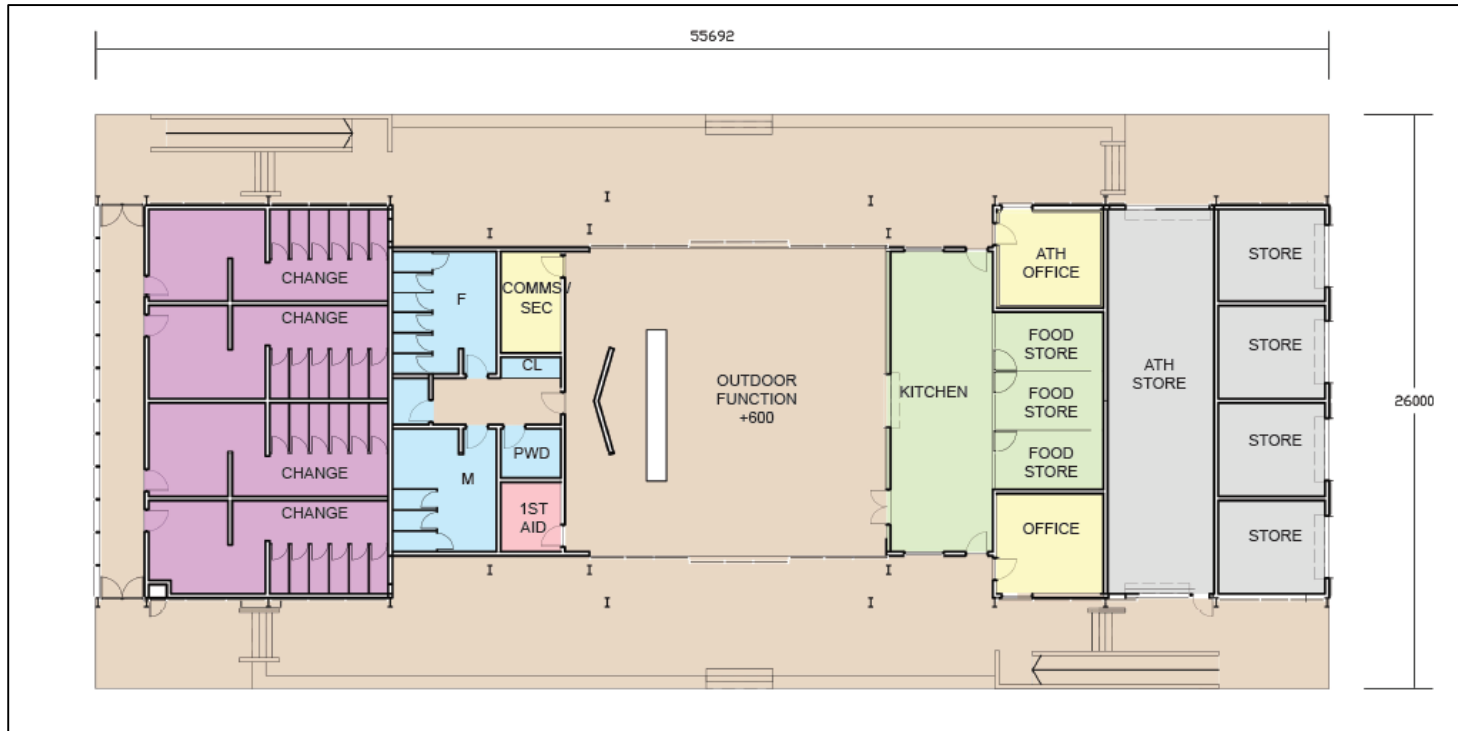 55692
26000
CHANGE
CHANGE
CHANGE
CHANGE
F
M
COMMS/
SEC
CL
PWD
1ST
AID
OUTDOOR
FUNCTION
+600
KITCHEN
ATH
OFFICE
FOOD
STORE
FOOD
STORE
FOOD
STORE
OFFICE
ATH
STORE
STORE
STORE
STORE
STORE